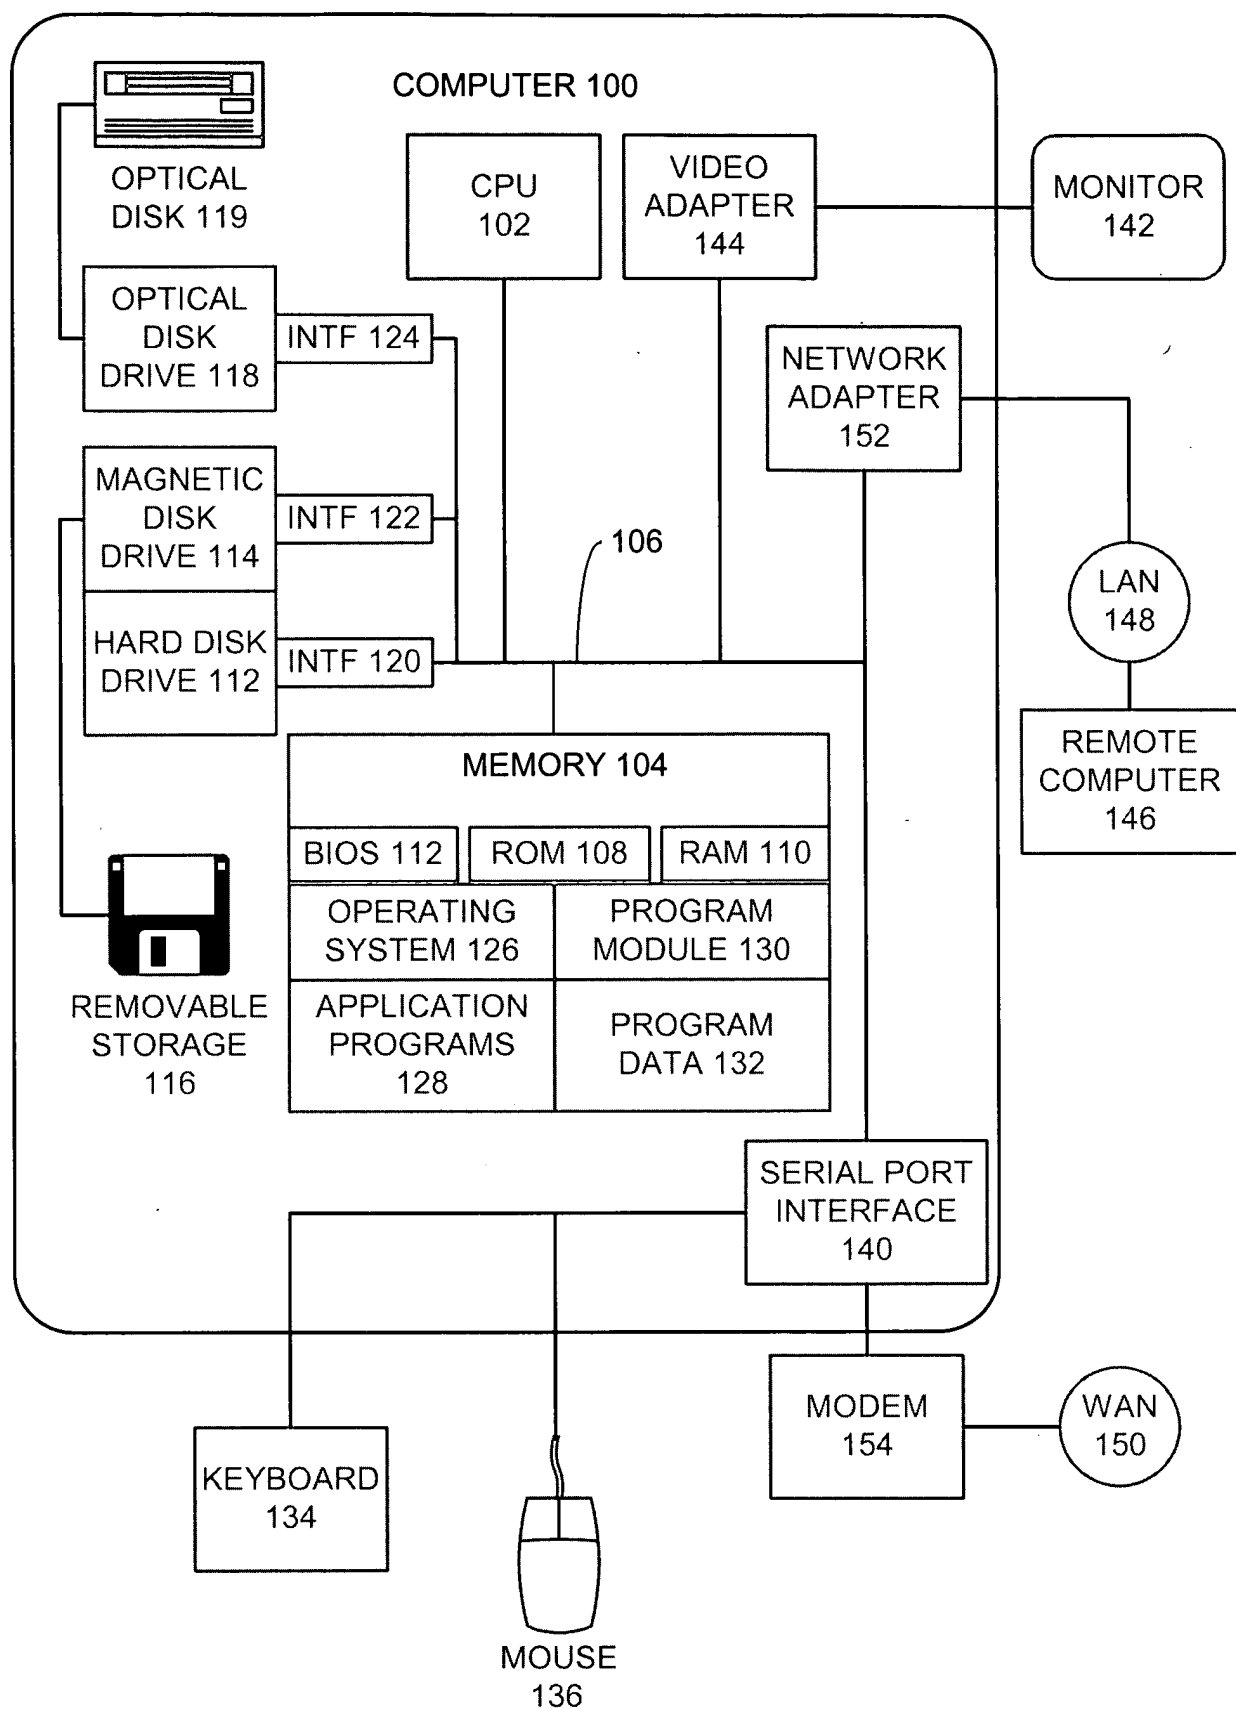 COMPUTER 100
OPTICAL
DISK 119
CPU
102
VIDEO
ADAPTER
144
MONITOR
142
OPTICAL
DISK
DRIVE 118
INTF 124
NETWORK
ADAPTER
152
MAGNETIC
DISK
DRIVE 114
INTF 122
106
LAN
148
HARD DISK
DRIVE 112
INTF 120
REMOTE
COMPUTER
146
MEMORY 104
BIOS 112
ROM 108
RAM 110
OPERATING
SYSTEM 126
PROGRAM
MODULE 130
REMOVABLE
STORAGE
116
APPLICATION
PROGRAMS
128
PROGRAM
DATA 132
SERIAL PORT
INTERFACE
140
MODEM
154
WAN
150
KEYBOARD
134
MOUSE
136